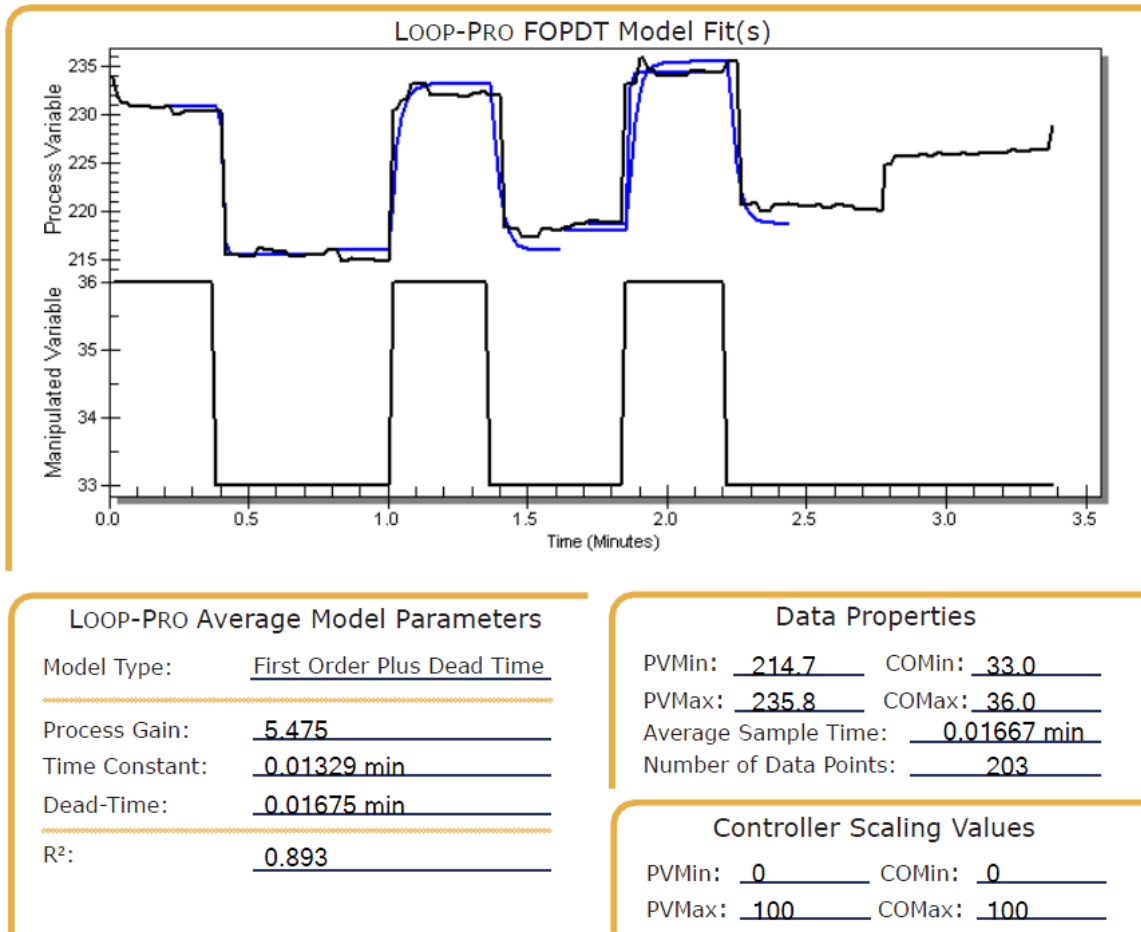 LOOP-PRO FOPDT Model Fit(s)
Process Variable
235
230
225
220
215
Manipulated Variable
36
35
34
33
0.0 0.5 1.0 1.5 2.0 2.5 3.0 3.5
Time (Minutes)
LOOP-PRO Average Model Parameters
Model Type: First Order Plus Dead Time
Process Gain: 5.475
Time Constant: 0.01329 min
Dead-Time: 0.01675 min
R²: 0.893
Data Properties
PVMin: 214.7 COMin: 33.0
PVMax: 235.8 COMax: 36.0
Average Sample Time: 0.01667 min
Number of Data Points: 203
Controller Scaling Values
PVMin: 0 COMin: 0
PVMax: 100 COMax: 100